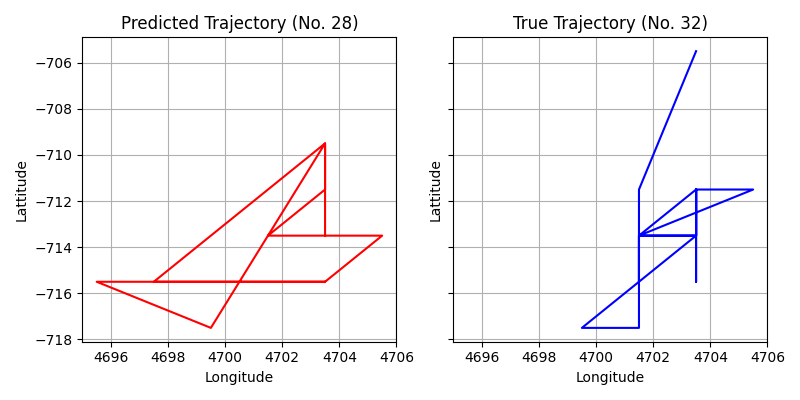 Predicted Trajectory (No. 28)
True Trajectory (No. 32)
−706
−708
−710
−712
−714
−716
−718
Lattitude
Lattitude
4696 4698 4700 4702 4704 4706
4696 4698 4700 4702 4704 4706
Longitude
Longitude